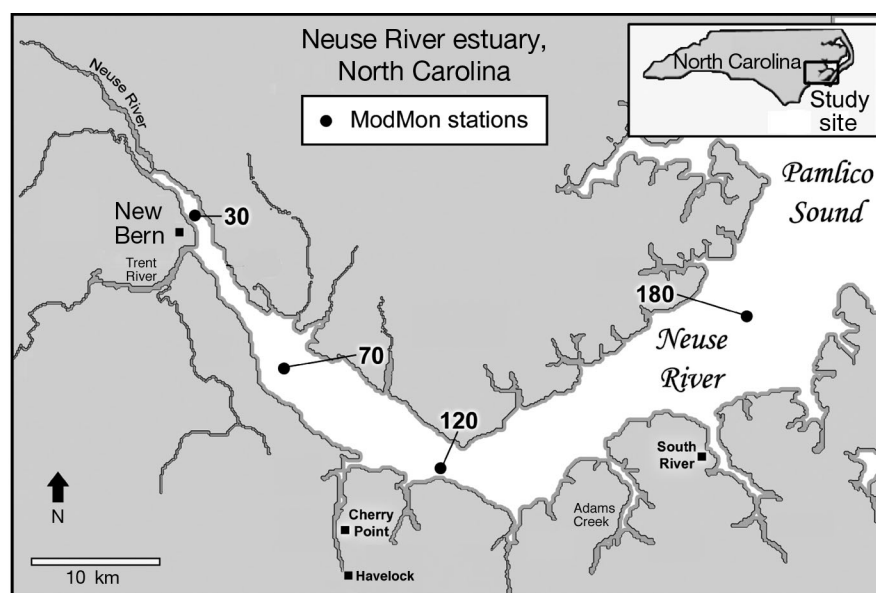 Neuse River estuary,
North Carolina
ModMon stations
North Carolina
Study
site
Pamlico
Sound
Neuse River
New
Bern
30
Trent
River
70
120
180
Neuse
River
South
River
Adams
Creek
Cherry
Point
Havelock
N
10 km